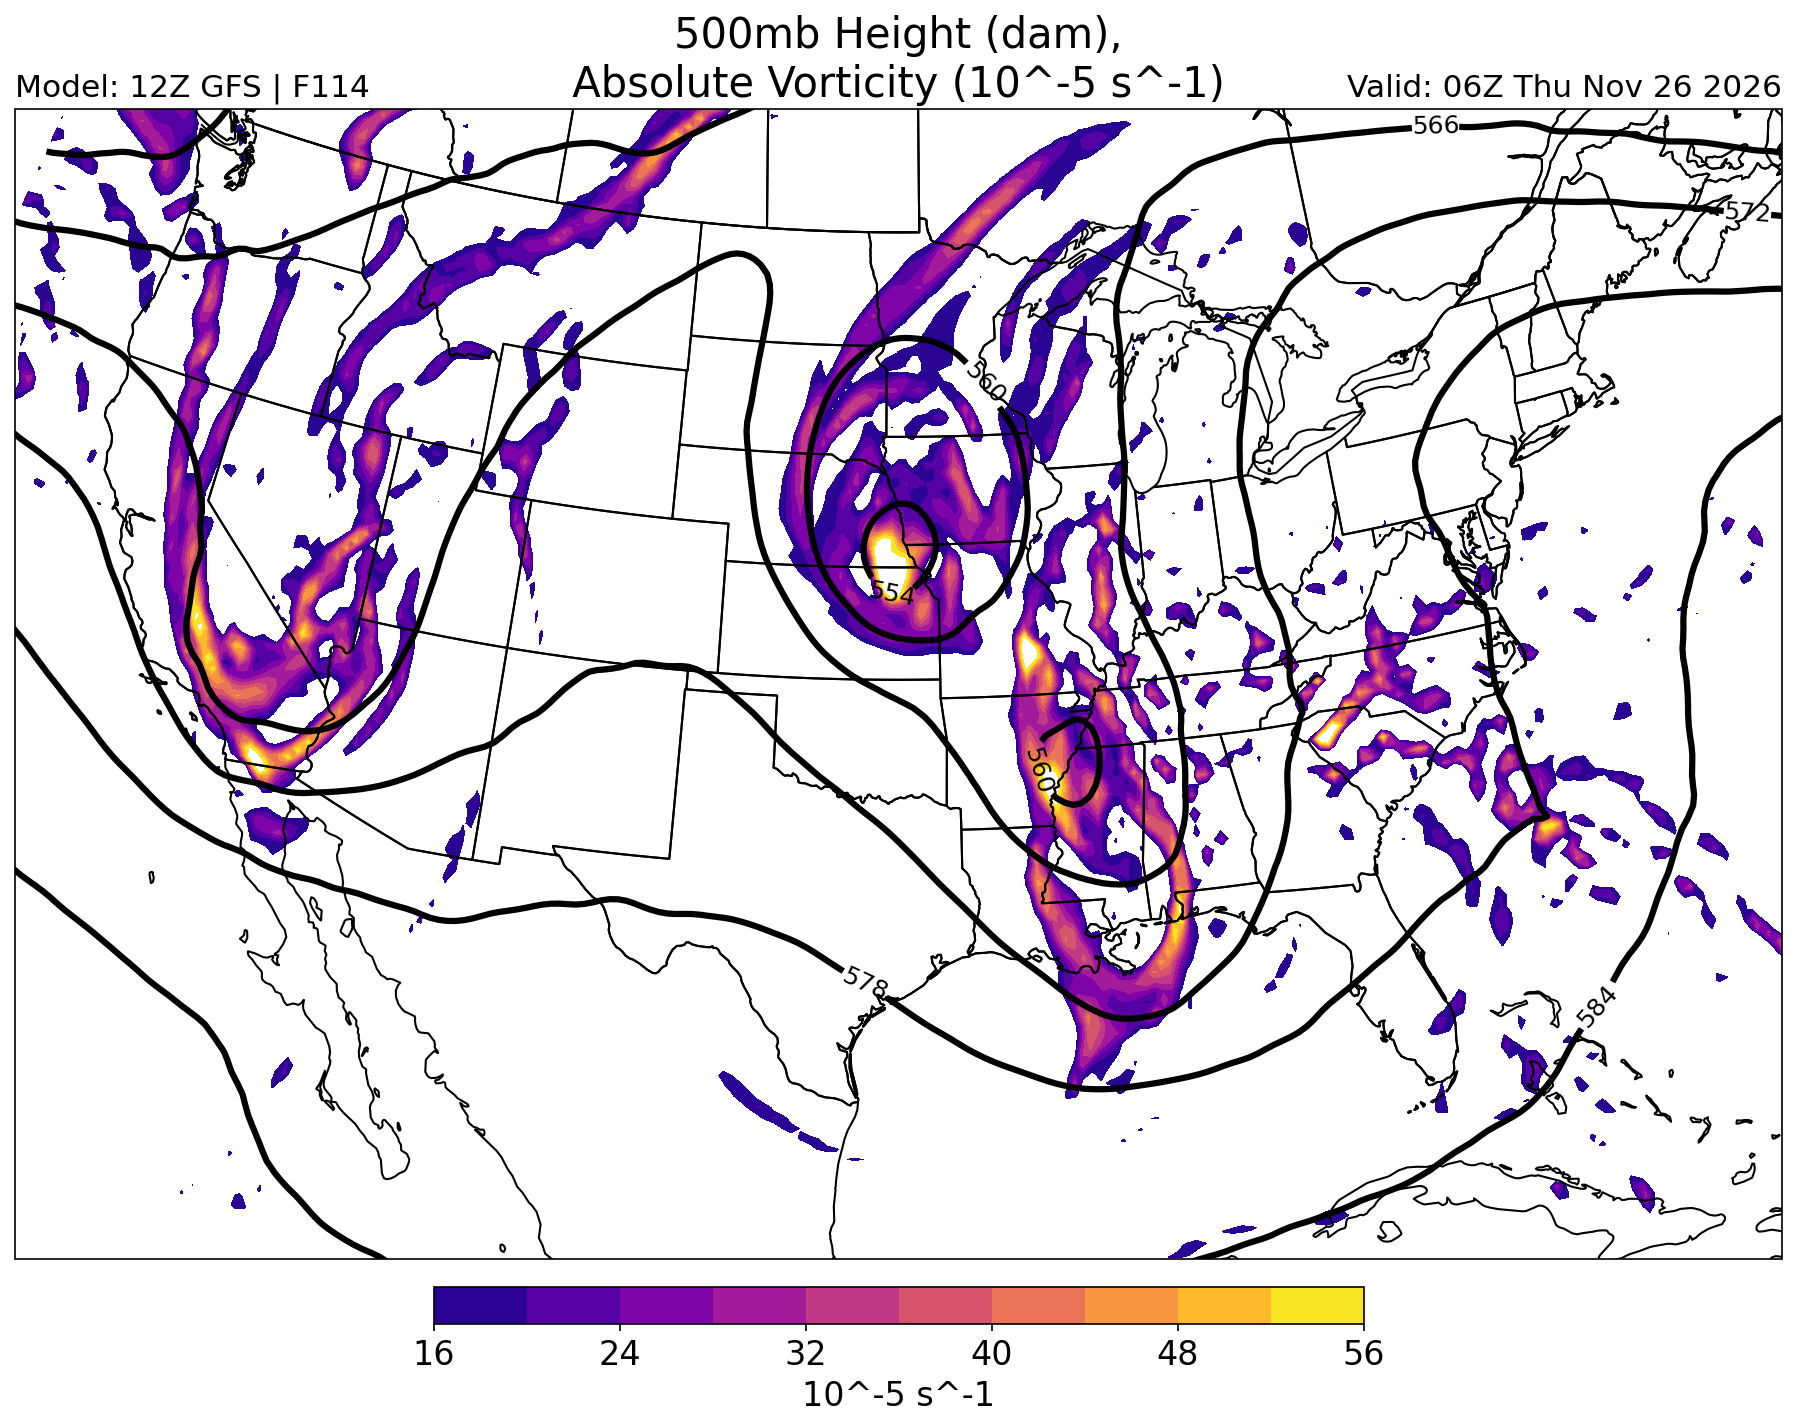 500mb Height (dam),
Absolute Vorticity (10^-5 s^-1)
Model: 12Z GFS | F114
Valid: 06Z Thu Nov 26 2026
566
572
560
554
560
578
584
16 24 32 40 48 56
10^-5 s^-1